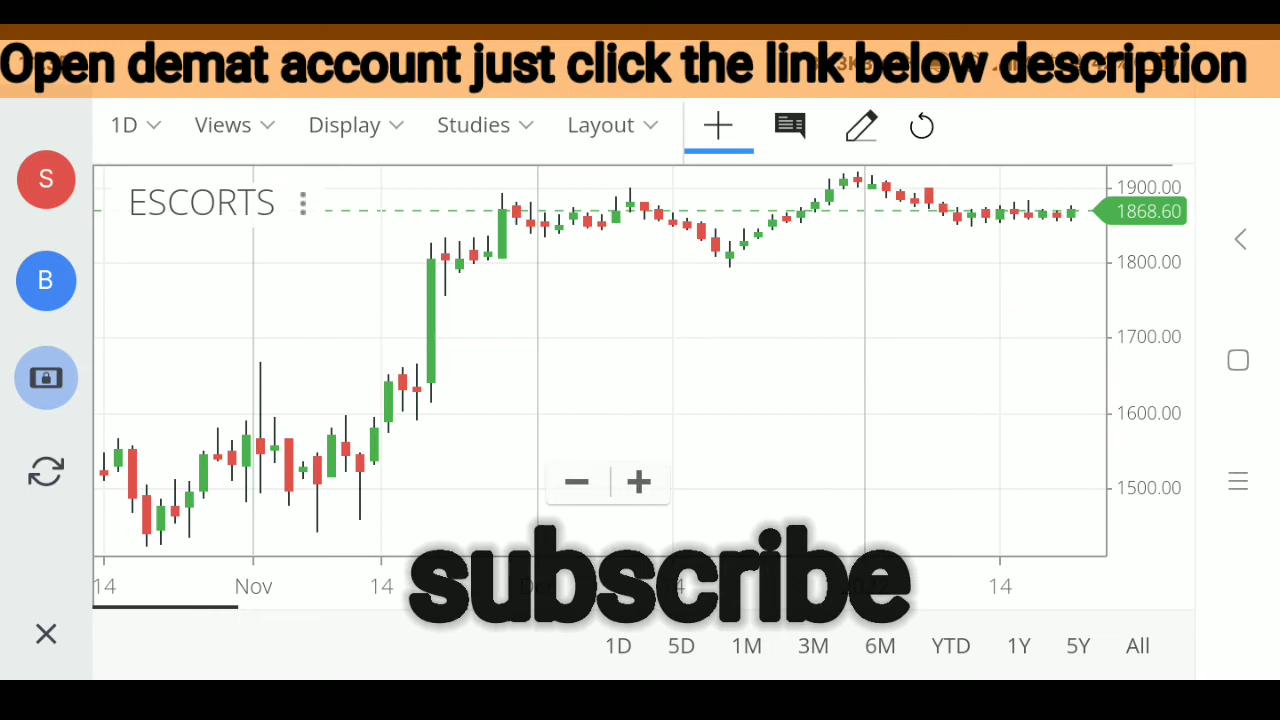 Open demat account just click the link below description
1D Views Display Studies Layout
S
ESCORTS
1900.00
1868.60
B
1800.00
1700.00
1600.00
1500.00
subscribe
14 Nov 14 14 14
1D 5D 1M 3M 6M YTD 1Y 5Y All